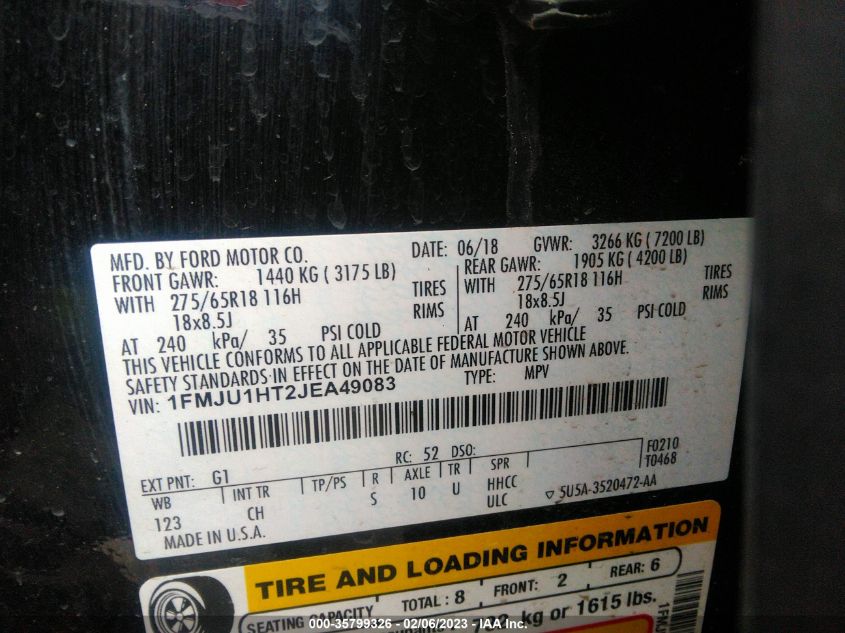 MFD. BY FORD MOTOR CO. DATE: 06/18 GVWR: 3266 KG ( 7200 LB)
FRONT GAWR: 1440 KG ( 3175 LB) REAR GAWR: 1905 KG ( 4200 LB)
WITH 275/65R18 116H TIRES WITH 275/65R18 116H TIRES
18x8.5J RIMS 18x8.5J RIMS
AT 240 kPa/ 35 PSI COLD AT 240 kPa/ 35 PSI COLD
THIS VEHICLE CONFORMS TO ALL APPLICABLE FEDERAL MOTOR VEHICLE
SAFETY STANDARDS IN EFFECT ON THE DATE OF MANUFACTURE SHOWN ABOVE.
VIN: 1FMJU1HT2JEA49083 TYPE: MPV
EXT PNT: G1 RC: 52 DSO: F0210
T0468
WB INT TR TP/PS R AXLE TR SPR
123 CH S 10 U HHCC
ULC 5U5A-3520472-AA
MADE IN U.S.A.
TIRE AND LOADING INFORMATION
SEATING CAPACITY TOTAL : 8 FRONT: 2 REAR: 6
kg or 1615 lbs.
000-35799326 - 02/06/2023 - IAA Inc.